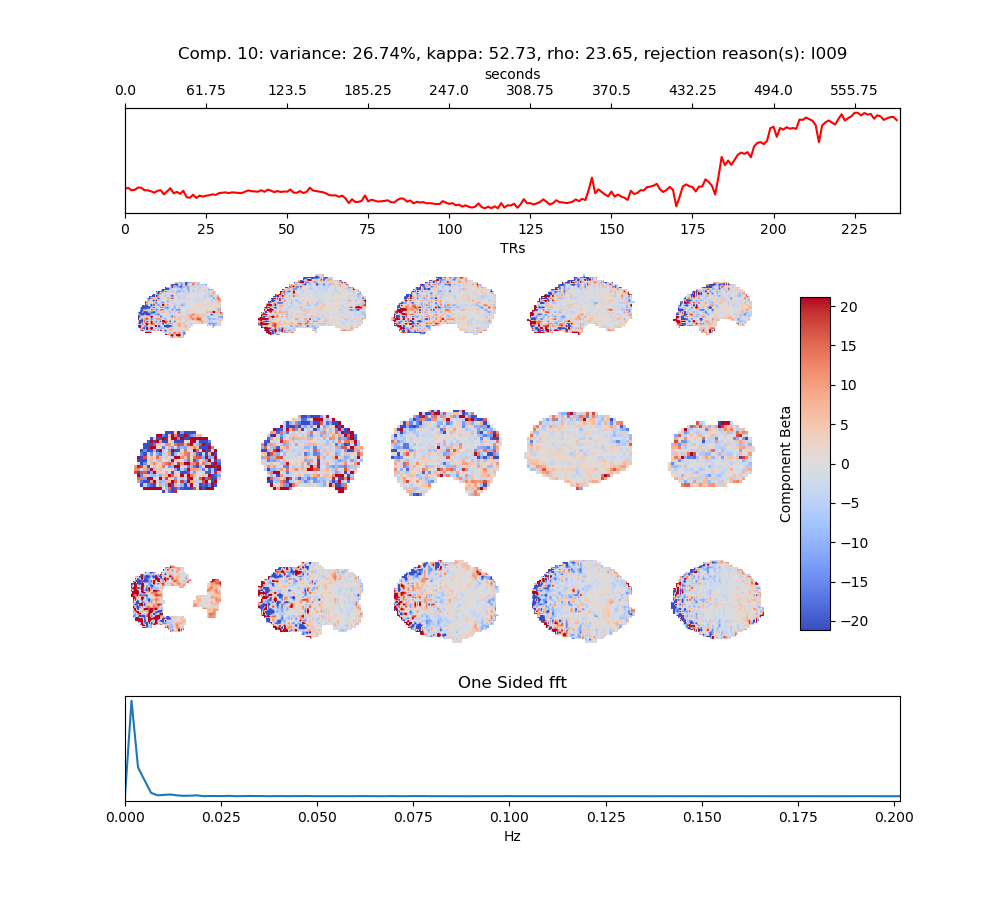 Comp. 10: variance: 26.74%, kappa: 52.73, rho: 23.65, rejection reason(s): I009
seconds
0.0 61.75 123.5 185.25 247.0 308.75 370.5 432.25 494.0 555.75
0 25 50 75 100 125 150 175 200 225
TRs
20
15
10
5
0
−5
−10
−15
−20
Component Beta
One Sided fft
0.000 0.025 0.050 0.075 0.100 0.125 0.150 0.175 0.200
Hz